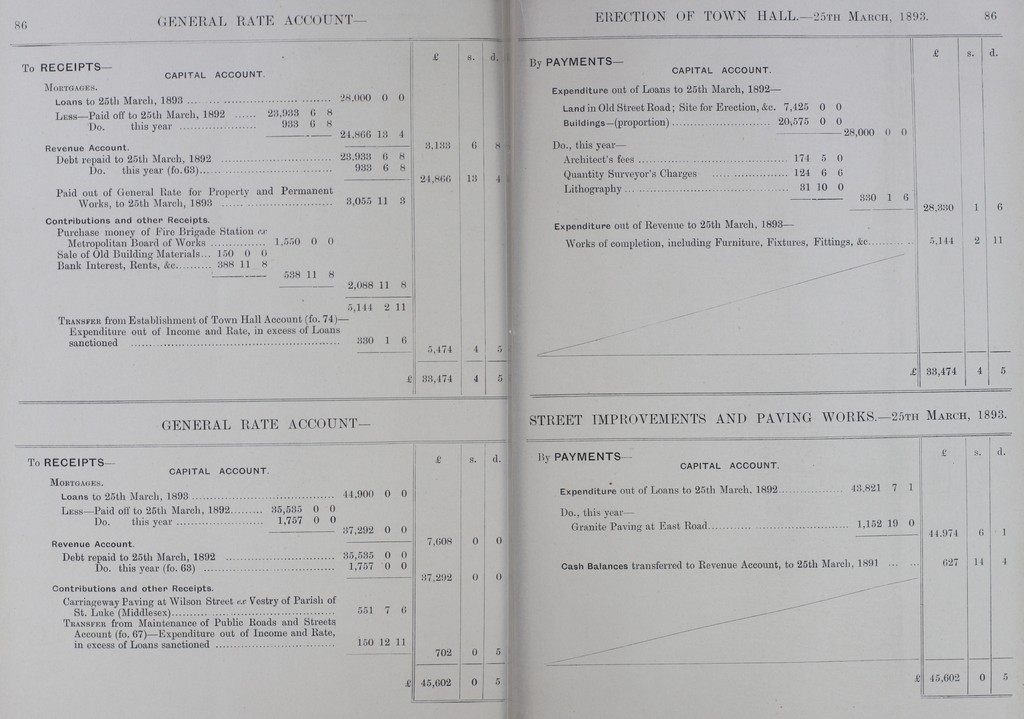 86
GENERAL RATE ACCOUNT—
£ s. d.
To RECEIPTS—
CAPITAL ACCOUNT.
MORTGAGES.
Loans to 25th March, 1893 ... 28,000 0 0
LESS—Paid off to 25th March, 1892 ...... 23,933 6 8
Do. this year ... 933 6 8
24,866 13 4
3,133 6 8
Revenue Account.
Debt repaid to 25th March, 1892 ... 23,933 6 8
Do. this year (fo.63)... 933 6 8
24,866 13 4
Paid out of General Rate for Property and Permanent
Works, to 25th March, 1893 ... 3,055 11 3
Contributions and other Receipts.
Purchase money of Fire Brigade Station ex
Metropolitan Board of Works ... 1,550 0 0
Sale of Old Building Materials... 150 0 0
Bank Interest, Rents, &c. ... 388 11 8
538 11 8
2,088 11 8
5,144 2 11
TRANSFER from Establishment of Town Hall Account (fo. 74)—
Expenditure out of Income and Rate, in excess of Loans
sanctioned ... 330 1 6
5,474 4 5
£ 33,474 4 5
GENERAL RATE ACCOUNT—
£ s. d.
To RECEIPTS—
CAPITAL ACCOUNT.
MORTGAGES.
Loans to 25th March, 1893 ... 44,900 0 0
LESS—Paid off to 25th March, 1892 ... 35,535 0 0
Do. this year ... 1,757 0 0
37,292 0 0
7,608 0 0
Revenue Account.
Debt repaid to 25th March, 1892 ... 35,535 0 0
Do. this year (fo. 63) ... 1,757 0 0
37,292 0 0
Contributions and other Receipts.
Carriageway Paving at Wilson Street ex Vestry of Parish of
St. Luke (Middlesex)... 551 7 6
TRANSFER from Maintenance of Public Roads and Streets
Account (fo. 67)—Expenditure out of Income and Rate,
in excess of Loans sanctioned ... 150 12 11
702 0 5
£ 45,602 0 5
ERECTION OF TOWN HALL.—25TH MARCH, 1893.
86
£ s. d.
By PAYMENTS—
CAPITAL ACCOUNT.
Expenditure out of Loans to 25th March, 1892—
Land in Old Street Road; Site for Erection, &c. 7,425 0 0
Buildings—(proportion) ... 20,575 0 0
28,000 0 0
Do., this year—
Architect's fees ... 174 5 0
Quantity Surveyor's Charges ... 124 6 6
Lithography ... 31 10 0
330 1 6
28,330 1 6
Expenditure out of Revenue to 25th March, 1893—
Works of completion, including Furniture, Fixtures, Fittings, &c. ... 5,144 2 11
£ 33,474 4 5
STREET IMPROVEMENTS AND PAVING WORKS.—25TH MARCH, 1893.
£ s. d.
By PAYMENTS—
CAPITAL ACCOUNT.
Expenditure out of Loans to 25th March, 1892 ... 43,821 7 1
Do., this year—
Granite Paving at East Road ... 1,152 19 0
44,974 6 1
Cash Balances transferred to Revenue Account, to 25th March, 1891 ... ... 627 14 4
£ 45,602 0 5